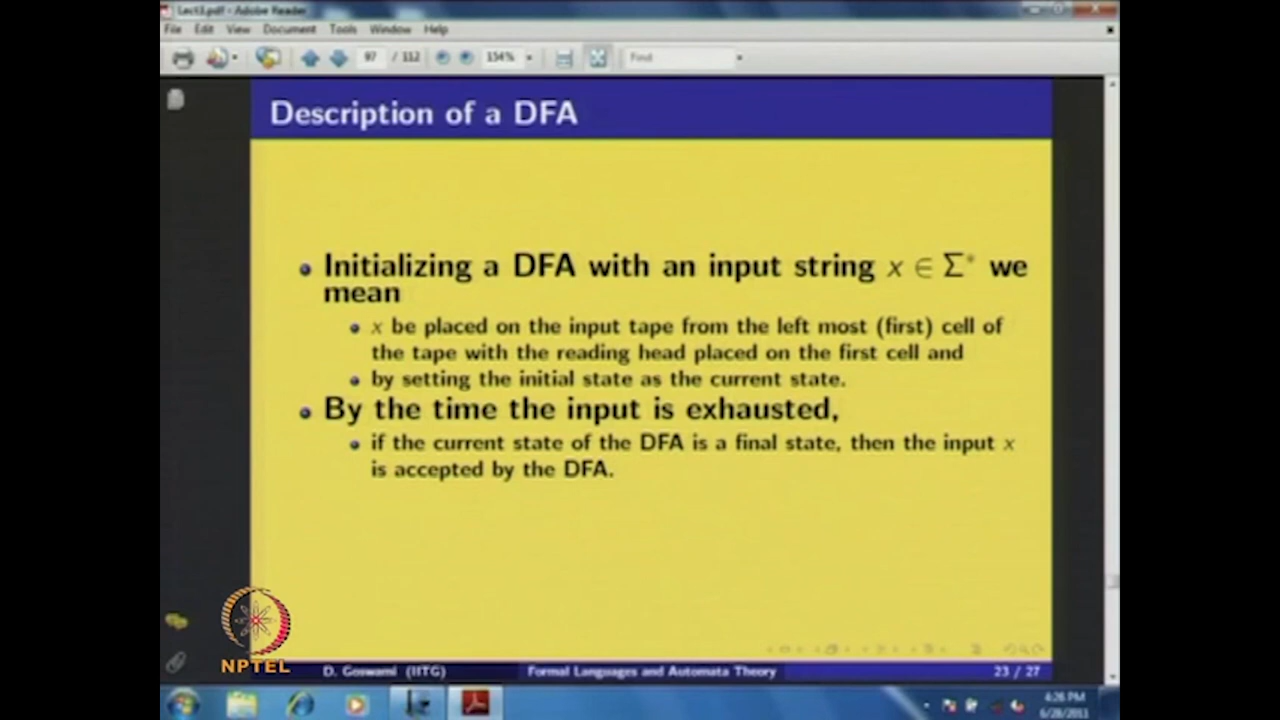 Lect3.pdf - Adobe Reader
File Edit View Document Tools Window Help
97 / 112 154% Find
Description of a DFA
Initializing a DFA with an input string x ∈ Σ* we
mean
x be placed on the input tape from the left most (first) cell of
the tape with the reading head placed on the first cell and
by setting the initial state as the current state.
By the time the input is exhausted,
if the current state of the DFA is a final state, then the input x
is accepted by the DFA.
NPTEL
D. Goswami (IITG) Formal Languages and Automata Theory 23 / 27
4:26 PM
6/28/2011